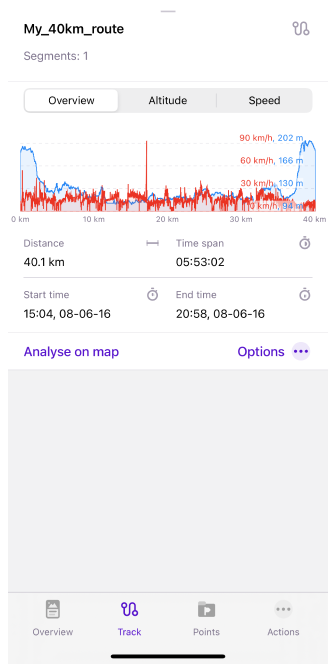 My_40km_route
Segments: 1
Overview Altitude Speed
90 km/h, 202 m
60 km/h, 166 m
30 km/h, 130 m
0 km/h, 94 m
0 km 10 km 20 km 30 km 40 km
Distance Time span
40.1 km 05:53:02
Start time End time
15:04, 08-06-16 20:58, 08-06-16
Analyse on map Options
Overview Track Points Actions